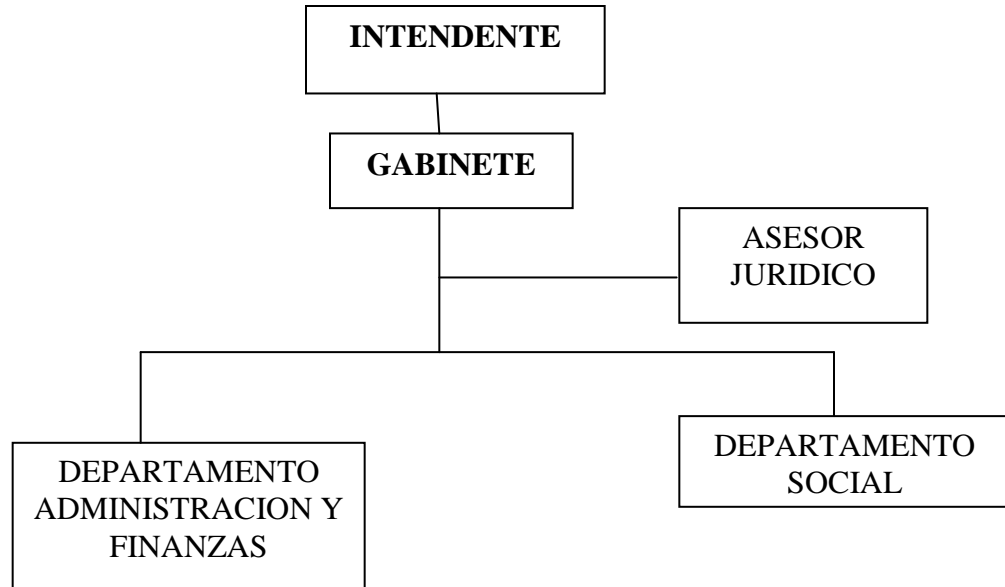 INTENDENTE
GABINETE
ASESOR
JURIDICO
DEPARTAMENTO
ADMINISTRACION Y
FINANZAS
DEPARTAMENTO
SOCIAL